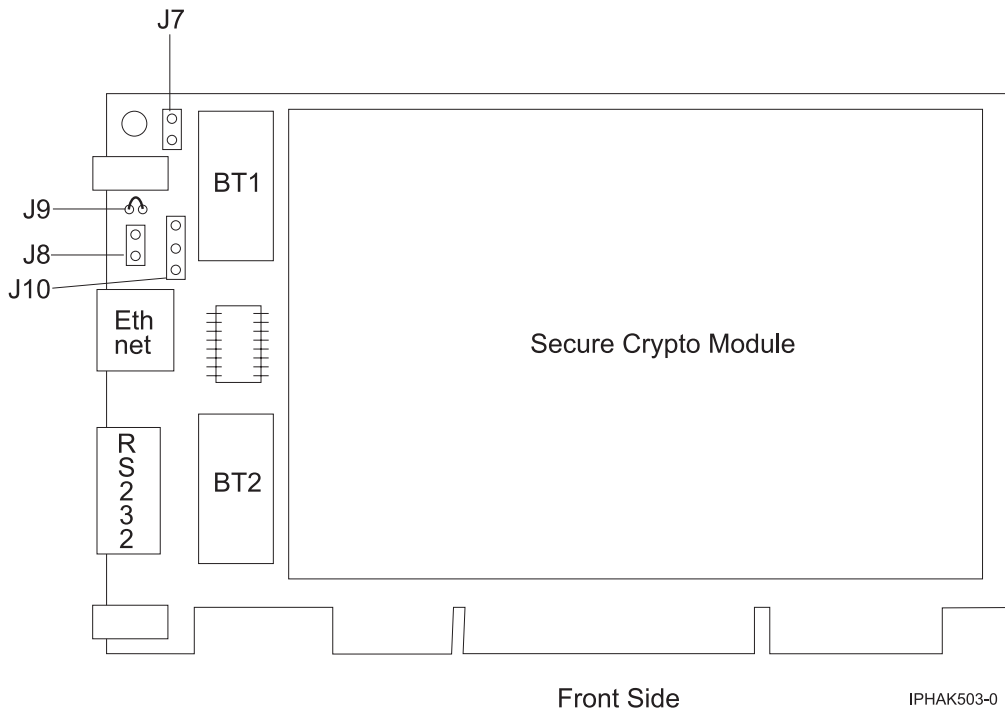 J7
BT1
J9
J8
J10
Eth
net
Secure Crypto Module
R
S
2
3
2
BT2
Front Side
IPHAK503-0